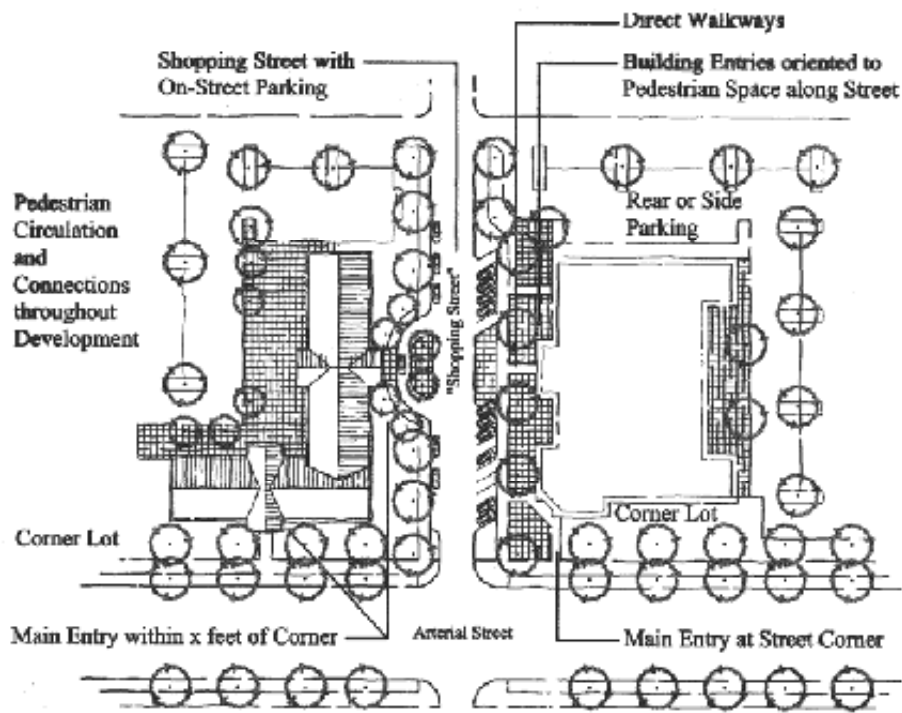 Direct Walkways
Shopping Street with
On-Street Parking
Building Entries oriented to
Pedestrian Space along Street
Pedestrian
Circulation
and
Connections
throughout
Development
Rear or Side
Parking
"Shopping Street"
Corner Lot
Corner Lot
Main Entry within x feet of Corner
Arterial Street
Main Entry at Street Corner